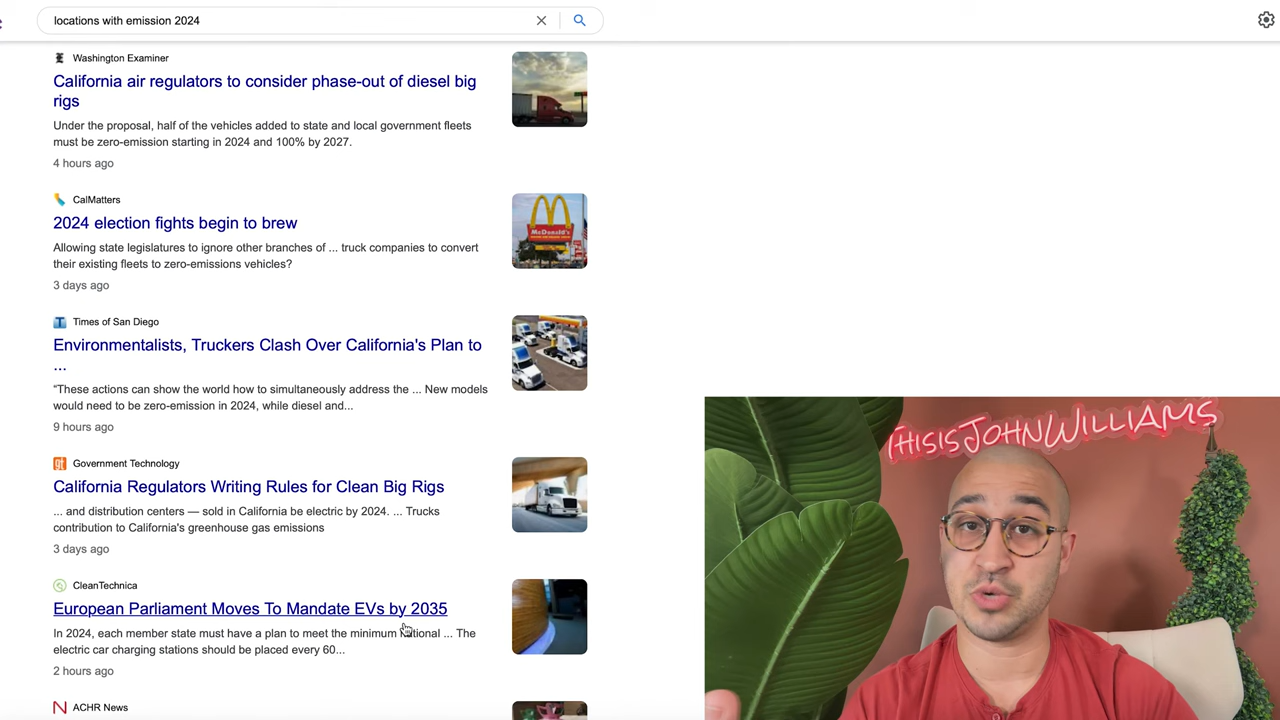 locations with emission 2024
Washington Examiner
California air regulators to consider phase-out of diesel big
rigs
Under the proposal, half of the vehicles added to state and local government fleets
must be zero-emission starting in 2024 and 100% by 2027.
4 hours ago
CalMatters
2024 election fights begin to brew
McDonald's
Allowing state legislatures to ignore other branches of ... truck companies to convert
their existing fleets to zero-emissions vehicles?
3 days ago
Times of San Diego
Environmentalists, Truckers Clash Over California's Plan to
...
“These actions can show the world how to simultaneously address the ... New models
would need to be zero-emission in 2024, while diesel and...
9 hours ago
gt
Government Technology
California Regulators Writing Rules for Clean Big Rigs
... and distribution centers — sold in California be electric by 2024. ... Trucks
contribution to California's greenhouse gas emissions
3 days ago
CleanTechnica
European Parliament Moves To Mandate EVs by 2035
In 2024, each member state must have a plan to meet the minimum national ... The
electric car charging stations should be placed every 60...
2 hours ago
N
ACHR News
THISISJOHNWILLIAMS